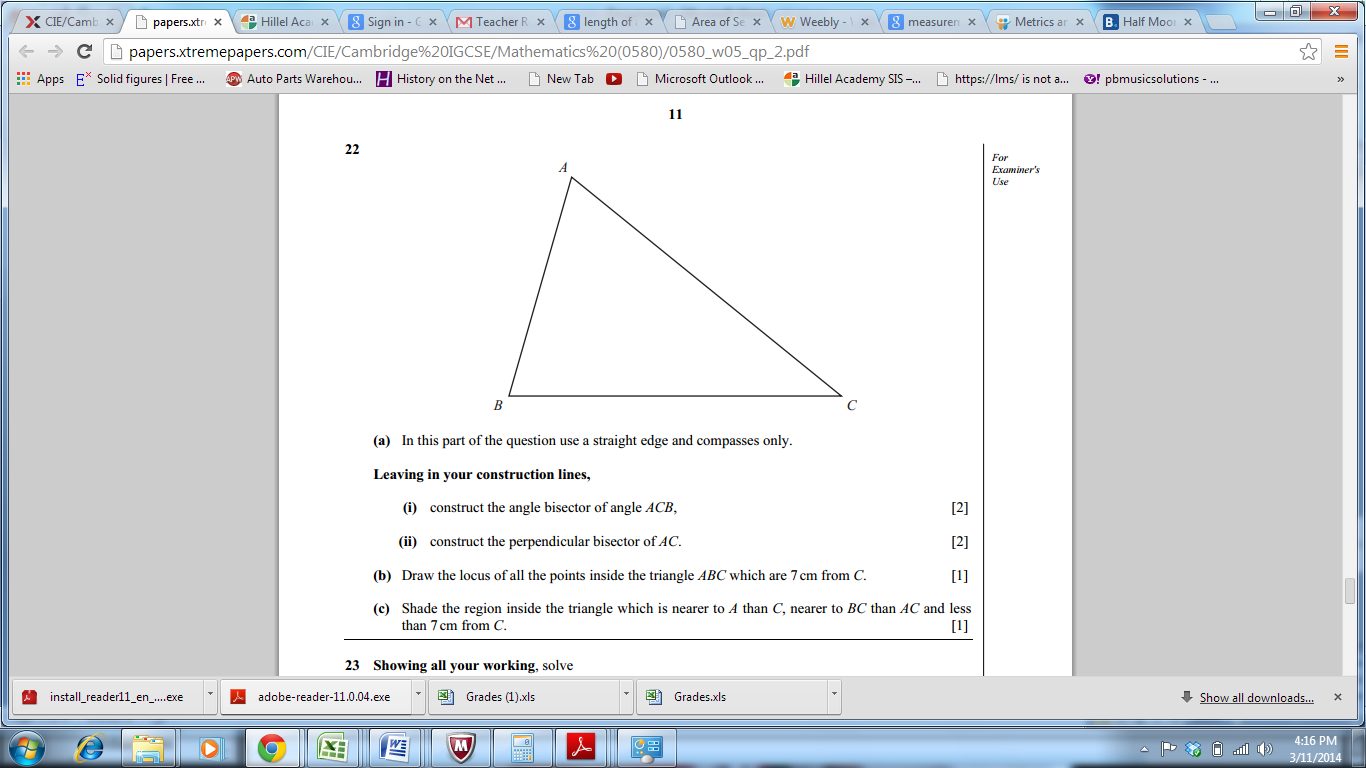 CIE/Camb
papers.xtre
Hillel Aca
Sign in - G
Teacher R
length of
Area of Se
Weebly -
measurem
Metrics an
Half Moo
papers.xtremepapers.com/CIE/Cambridge%20IGCSE/Mathematics%20(0580)/0580_w05_qp_2.pdf
Apps
Solid figures | Free ...
Auto Parts Warehou...
History on the Net ...
New Tab
Microsoft Outlook ...
Hillel Academy SIS –...
https://lms/ is not a...
pbmusicsolutions - ...
»
11
22
For
Examiner's
Use
A
B
C
(a) In this part of the question use a straight edge and compasses only.
Leaving in your construction lines,
(i) construct the angle bisector of angle ACB, [2]
(ii) construct the perpendicular bisector of AC. [2]
(b) Draw the locus of all the points inside the triangle ABC which are 7 cm from C. [1]
(c) Shade the region inside the triangle which is nearer to A than C, nearer to BC than AC and less
than 7 cm from C. [1]
23 Showing all your working, solve
install_reader11_en_....exe
adobe-reader-11.0.04.exe
Grades (1).xls
Grades.xls
Show all downloads...
4:16 PM
3/11/2014